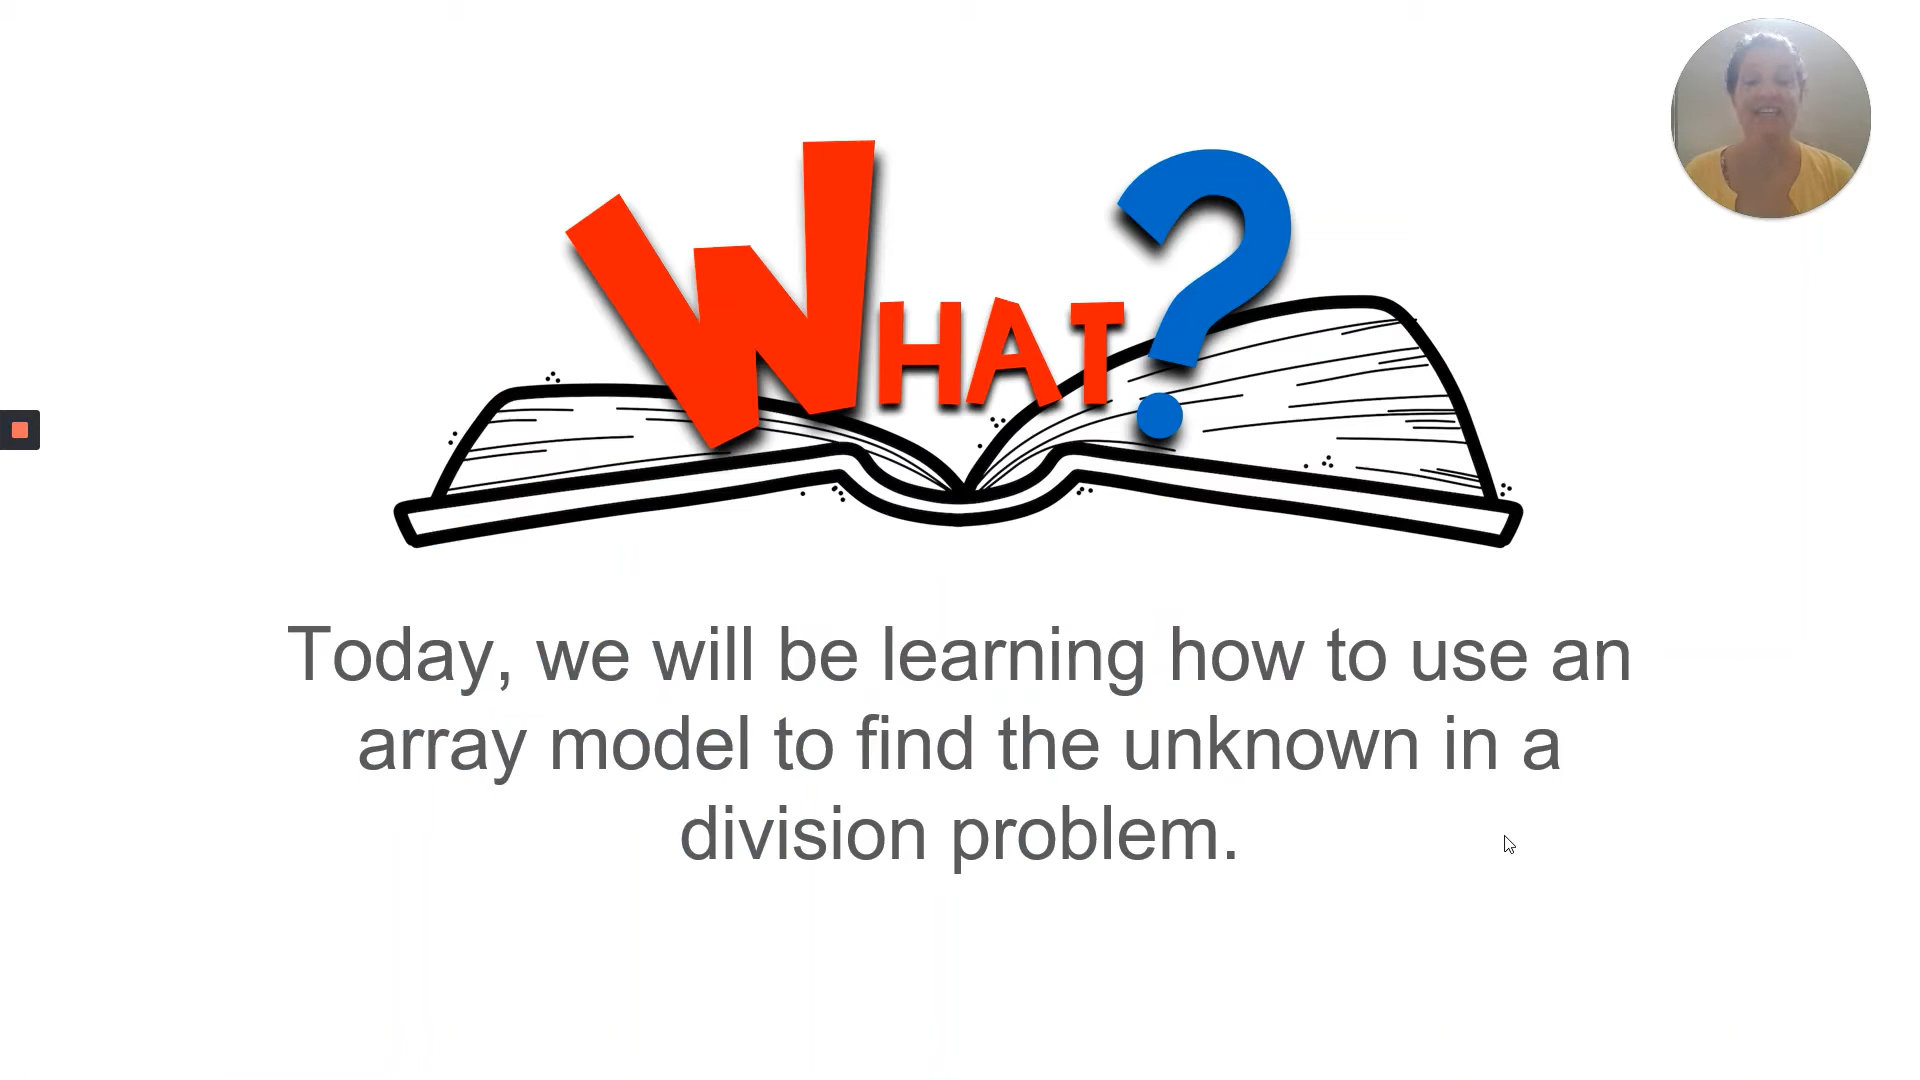 What?
Today, we will be learning how to use an
array model to find the unknown in a
division problem.